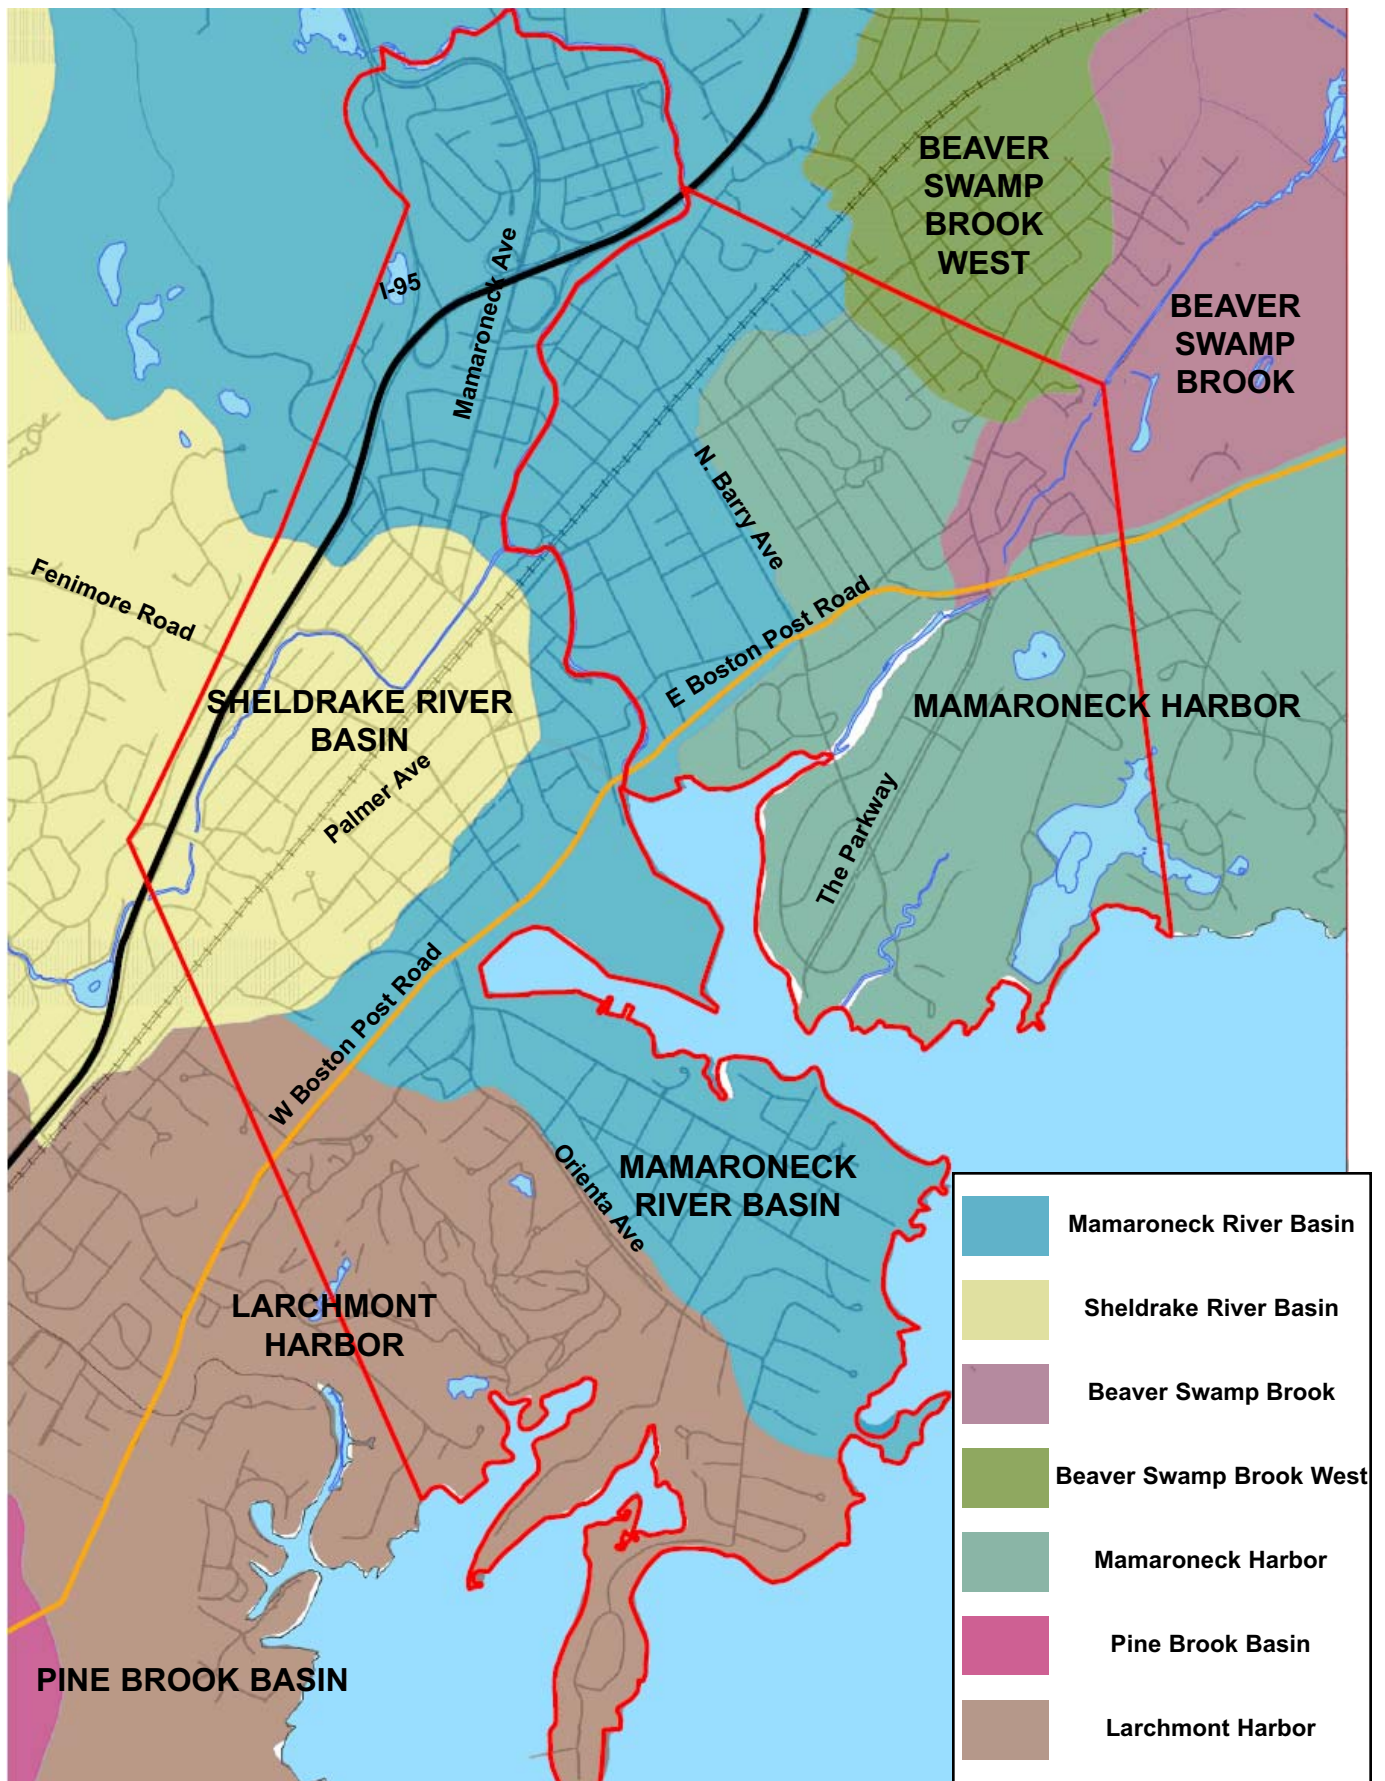 BEAVER
SWAMP
BROOK
WEST
BEAVER
SWAMP
BROOK
I-95
Mamaroneck Ave
N. Barry Ave
Fenimore Road
E Boston Post Road
SHELDRAKE RIVER
BASIN
MAMARONECK HARBOR
Palmer Ave
The Parkway
W Boston Post Road
Orienta Ave
MAMARONECK
RIVER BASIN
LARCHMONT
HARBOR
PINE BROOK BASIN
Mamaroneck River Basin
Sheldrake River Basin
Beaver Swamp Brook
Beaver Swamp Brook West
Mamaroneck Harbor
Pine Brook Basin
Larchmont Harbor